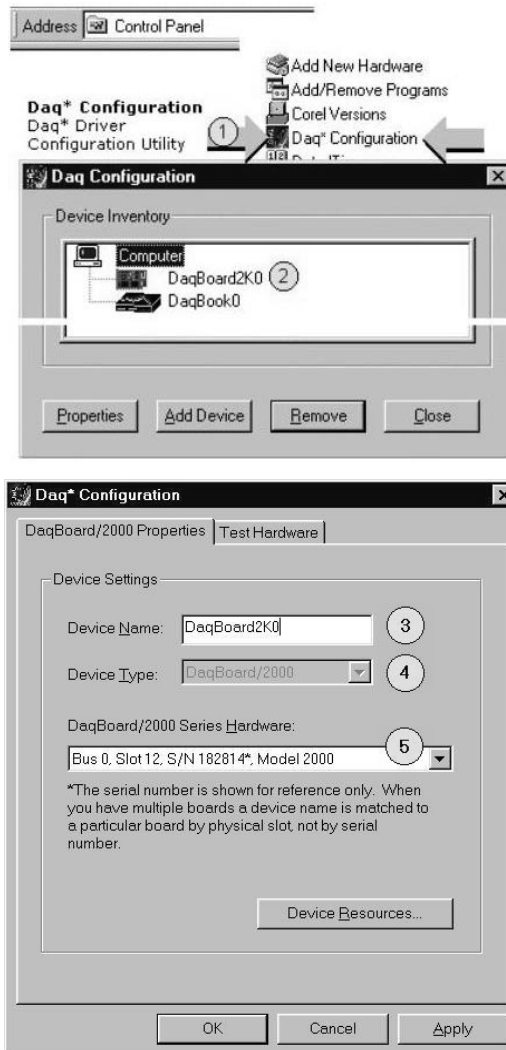 Address Control Panel
Add New Hardware
Add/Remove Programs
Corel Versions
Daq* Configuration
Daq* Configuration
Daq* Driver
Configuration Utility
1
Daq Configuration
Device Inventory
Computer
DaqBoard2K0
2
DaqBook0
Properties
Add Device
Remove
Close
Daq* Configuration
DaqBoard/2000 Properties
Test Hardware
Device Settings
Device Name: DaqBoard2K0
3
Device Type: DaqBoard/2000
4
DaqBoard/2000 Series Hardware:
5
Bus 0, Slot 12, S/N 182814*, Model 2000
*The serial number is shown for reference only. When
you have multiple boards a device name is matched to
a particular board by physical slot, not by serial
number.
Device Resources...
OK
Cancel
Apply